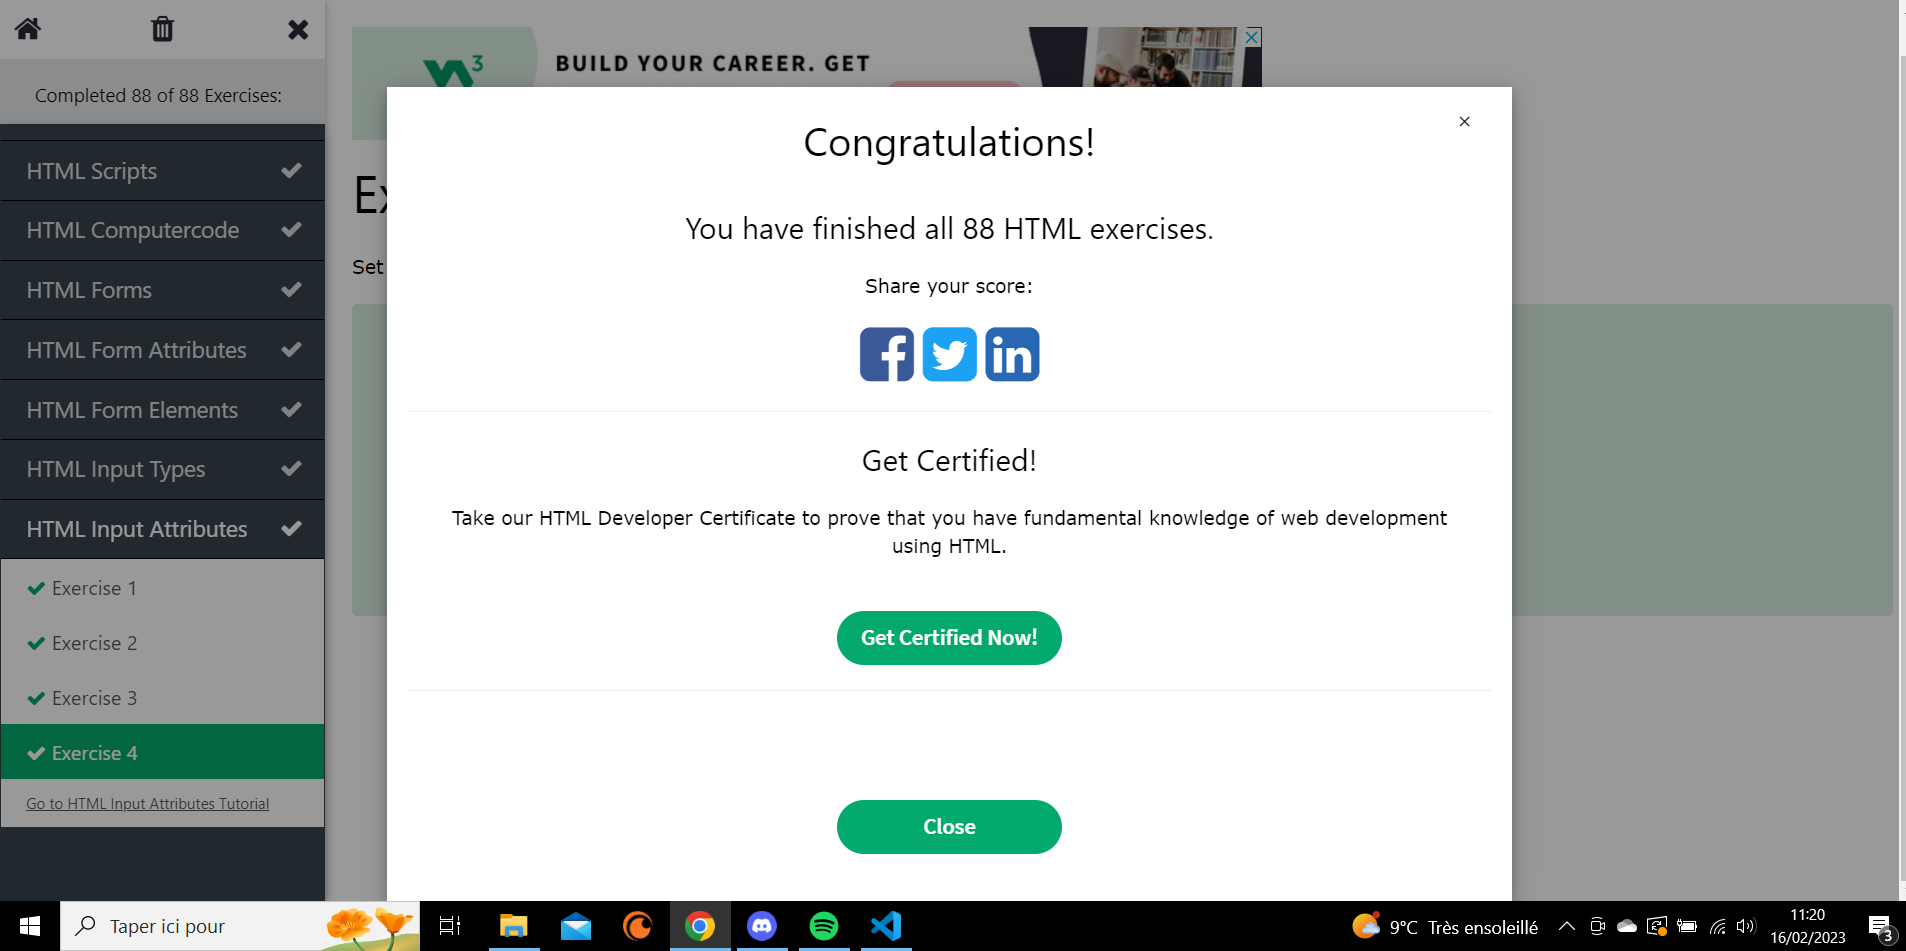 Completed 88 of 88 Exercises:
HTML Scripts
HTML Computercode
HTML Forms
HTML Form Attributes
HTML Form Elements
HTML Input Types
HTML Input Attributes
Exercise 1
Exercise 2
Exercise 3
Exercise 4
Go to HTML Input Attributes Tutorial
3
BUILD YOUR CAREER. GET
Ex
Set
×
Congratulations!
You have finished all 88 HTML exercises.
Share your score:
Get Certified!
Take our HTML Developer Certificate to prove that you have fundamental knowledge of web development
using HTML.
Get Certified Now!
Close
Taper ici pour
9°C Très ensoleillé
11:20
16/02/2023
3